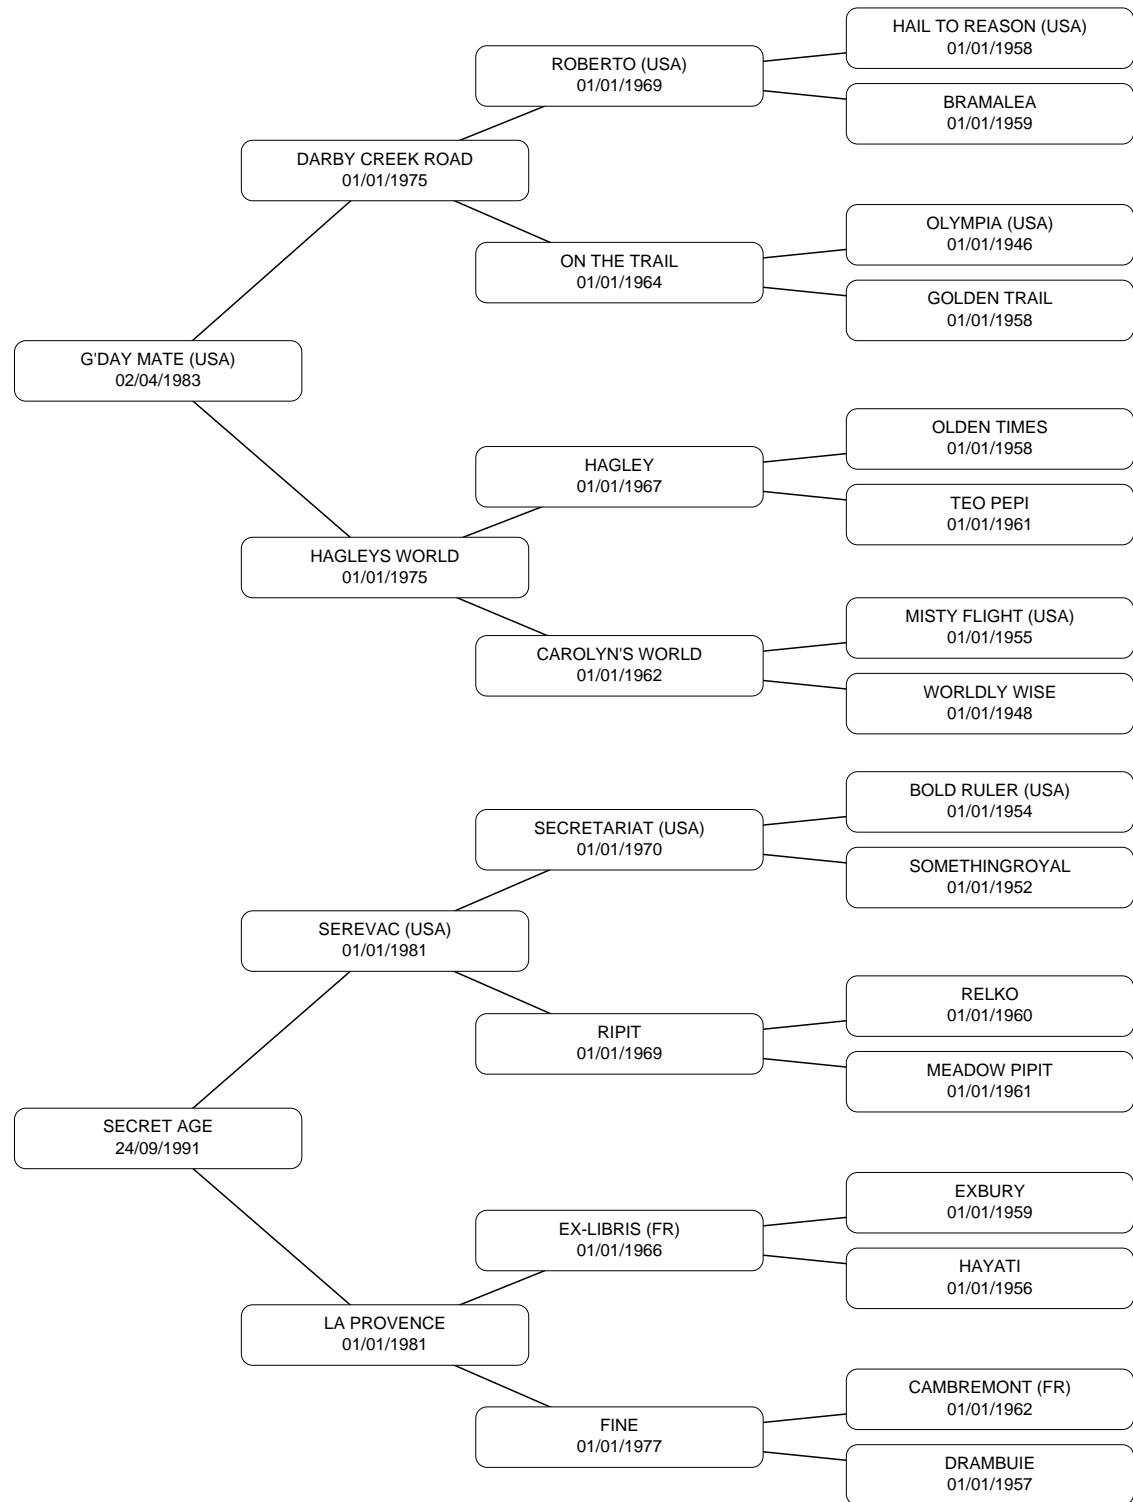 HAIL TO REASON (USA)
01/01/1958
ROBERTO (USA)
01/01/1969
BRAMALEA
01/01/1959
DARBY CREEK ROAD
01/01/1975
OLYMPIA (USA)
01/01/1946
ON THE TRAIL
01/01/1964
GOLDEN TRAIL
01/01/1958
G'DAY MATE (USA)
02/04/1983
OLDEN TIMES
01/01/1958
HAGLEY
01/01/1967
TEO PEPI
01/01/1961
HAGLEYS WORLD
01/01/1975
MISTY FLIGHT (USA)
01/01/1955
CAROLYN'S WORLD
01/01/1962
WORLDLY WISE
01/01/1948
BOLD RULER (USA)
01/01/1954
SECRETARIAT (USA)
01/01/1970
SOMETHINGROYAL
01/01/1952
SEREVAC (USA)
01/01/1981
RELKO
01/01/1960
RIPIT
01/01/1969
MEADOW PIPIT
01/01/1961
SECRET AGE
24/09/1991
EXBURY
01/01/1959
EX-LIBRIS (FR)
01/01/1966
HAYATI
01/01/1956
LA PROVENCE
01/01/1981
CAMBREMONT (FR)
01/01/1962
FINE
01/01/1977
DRAMBUIE
01/01/1957